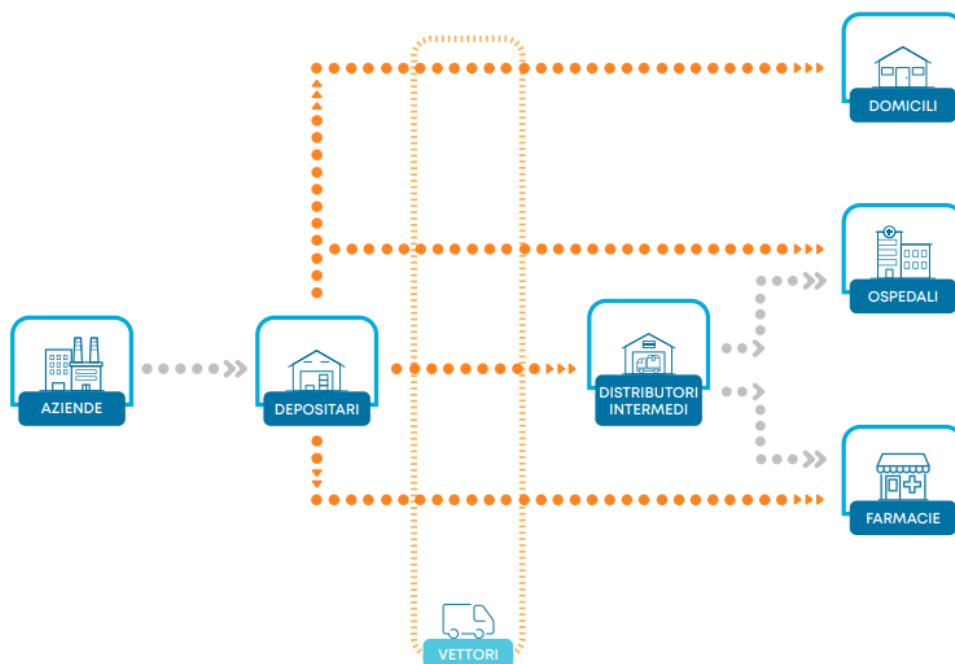 DOMICILI
OSPEDALI
AZIENDE
DEPOSITARI
DISTRIBUTORI
INTERMEDI
FARMACIE
VETTORI